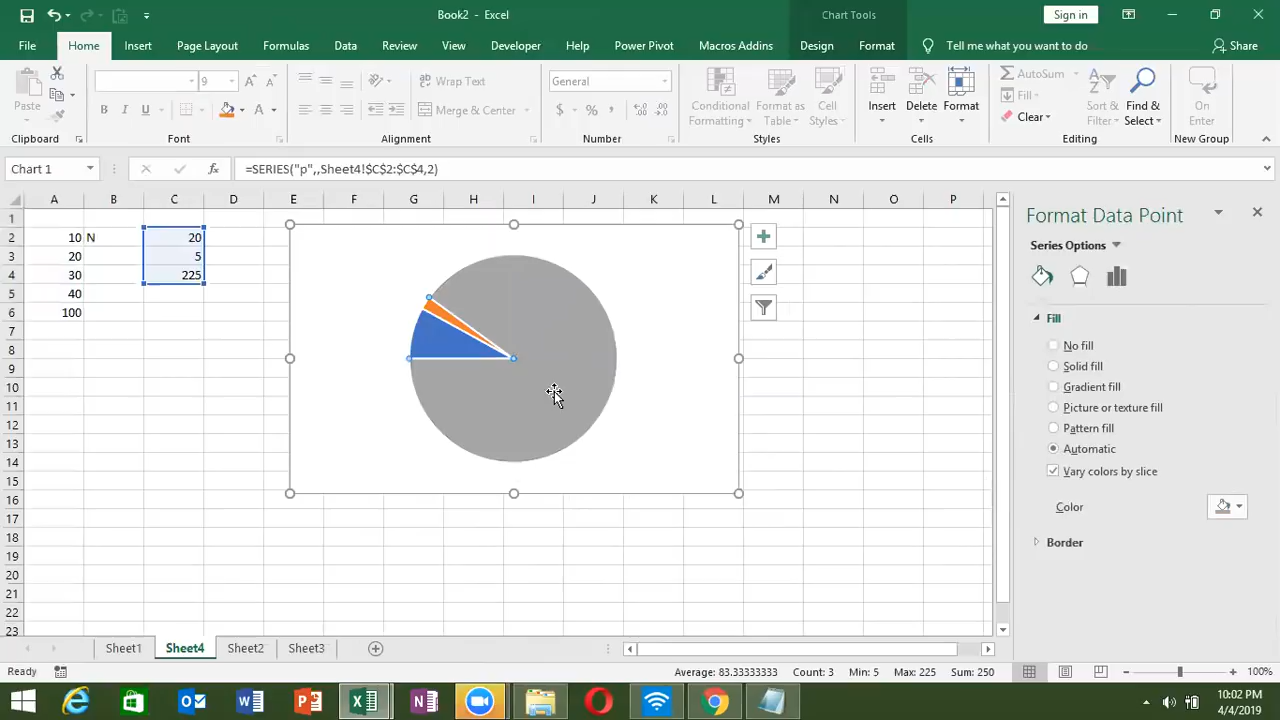 Book2 - Excel
Chart Tools
Sign in
File Home Insert Page Layout Formulas Data Review View Developer Help Power Pivot Macros Addins Design Format Tell me what you want to do Share
Paste
9
Wrap Text
General
Merge & Center
Conditional Formatting
Format as Table
Cell Styles
Insert
Delete
Format
AutoSum
Fill
Clear
Sort & Filter
Find & Select
On Enter
Clipboard Font Alignment Number Styles Cells Editing New Group
Chart 1
=SERIES("p",,Sheet4!$C$2:$C$4,2)
A B C D E F G H I J K L M N O P
1
2 10 N 20
3 20 5
4 30 225
5 40
6 100
7
8
9
10
11
12
13
14
15
16
17
18
19
20
21
22
23
Format Data Point
Series Options
Fill
No fill
Solid fill
Gradient fill
Picture or texture fill
Pattern fill
Automatic
Vary colors by slice
Color
Border
Sheet1 Sheet4 Sheet2 Sheet3
Ready
Average: 83.33333333 Count: 3 Min: 5 Max: 225 Sum: 250
100%
10:02 PM
4/4/2019